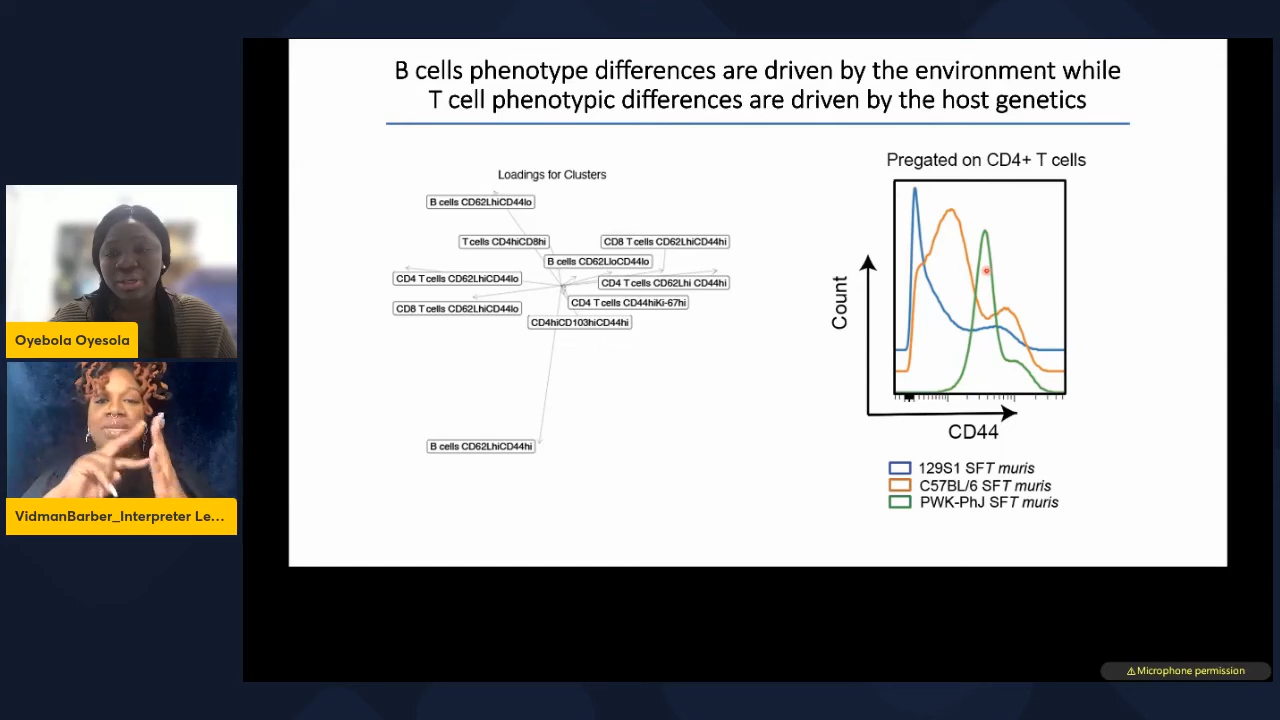 B cells phenotype differences are driven by the environment while
T cell phenotypic differences are driven by the host genetics
Loadings for Clusters
B cells CD62LhiCD44lo
T cells CD4hiCD8hi
CD8 T cells CD62LhiCD44hi
B cells CD62LloCD44lo
CD4 T cells CD62LhiCD44lo
CD4 T cells CD62Lhi CD44hi
CD8 T cells CD62LhiCD44lo
CD4 T cells CD44hiKi-67hi
CD4hiCD103hiCD44hi
B cells CD62LhiCD44hi
Pregated on CD4+ T cells
Count
CD44
129S1 SFT muris
C57BL/6 SFT muris
PWK-PhJ SFT muris
Oyebola Oyesola
VidmanBarber_Interpreter Le...
⚠Microphone permission